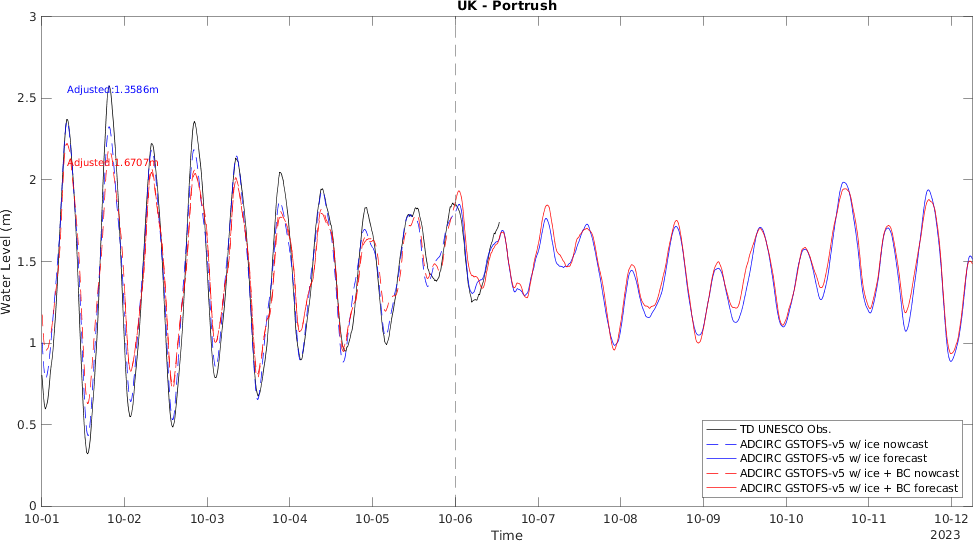 UK - Portrush
3
2.5
2
1.5
1
0.5
0
Water Level (m)
Adjusted:1.3586m
Adjusted:1.6707m
TD UNESCO Obs.
ADCIRC GSTOFS-v5 w/ ice nowcast
ADCIRC GSTOFS-v5 w/ ice forecast
ADCIRC GSTOFS-v5 w/ ice + BC nowcast
ADCIRC GSTOFS-v5 w/ ice + BC forecast
10-01 10-02 10-03 10-04 10-05 10-06 10-07 10-08 10-09 10-10 10-11 10-12
2023
Time